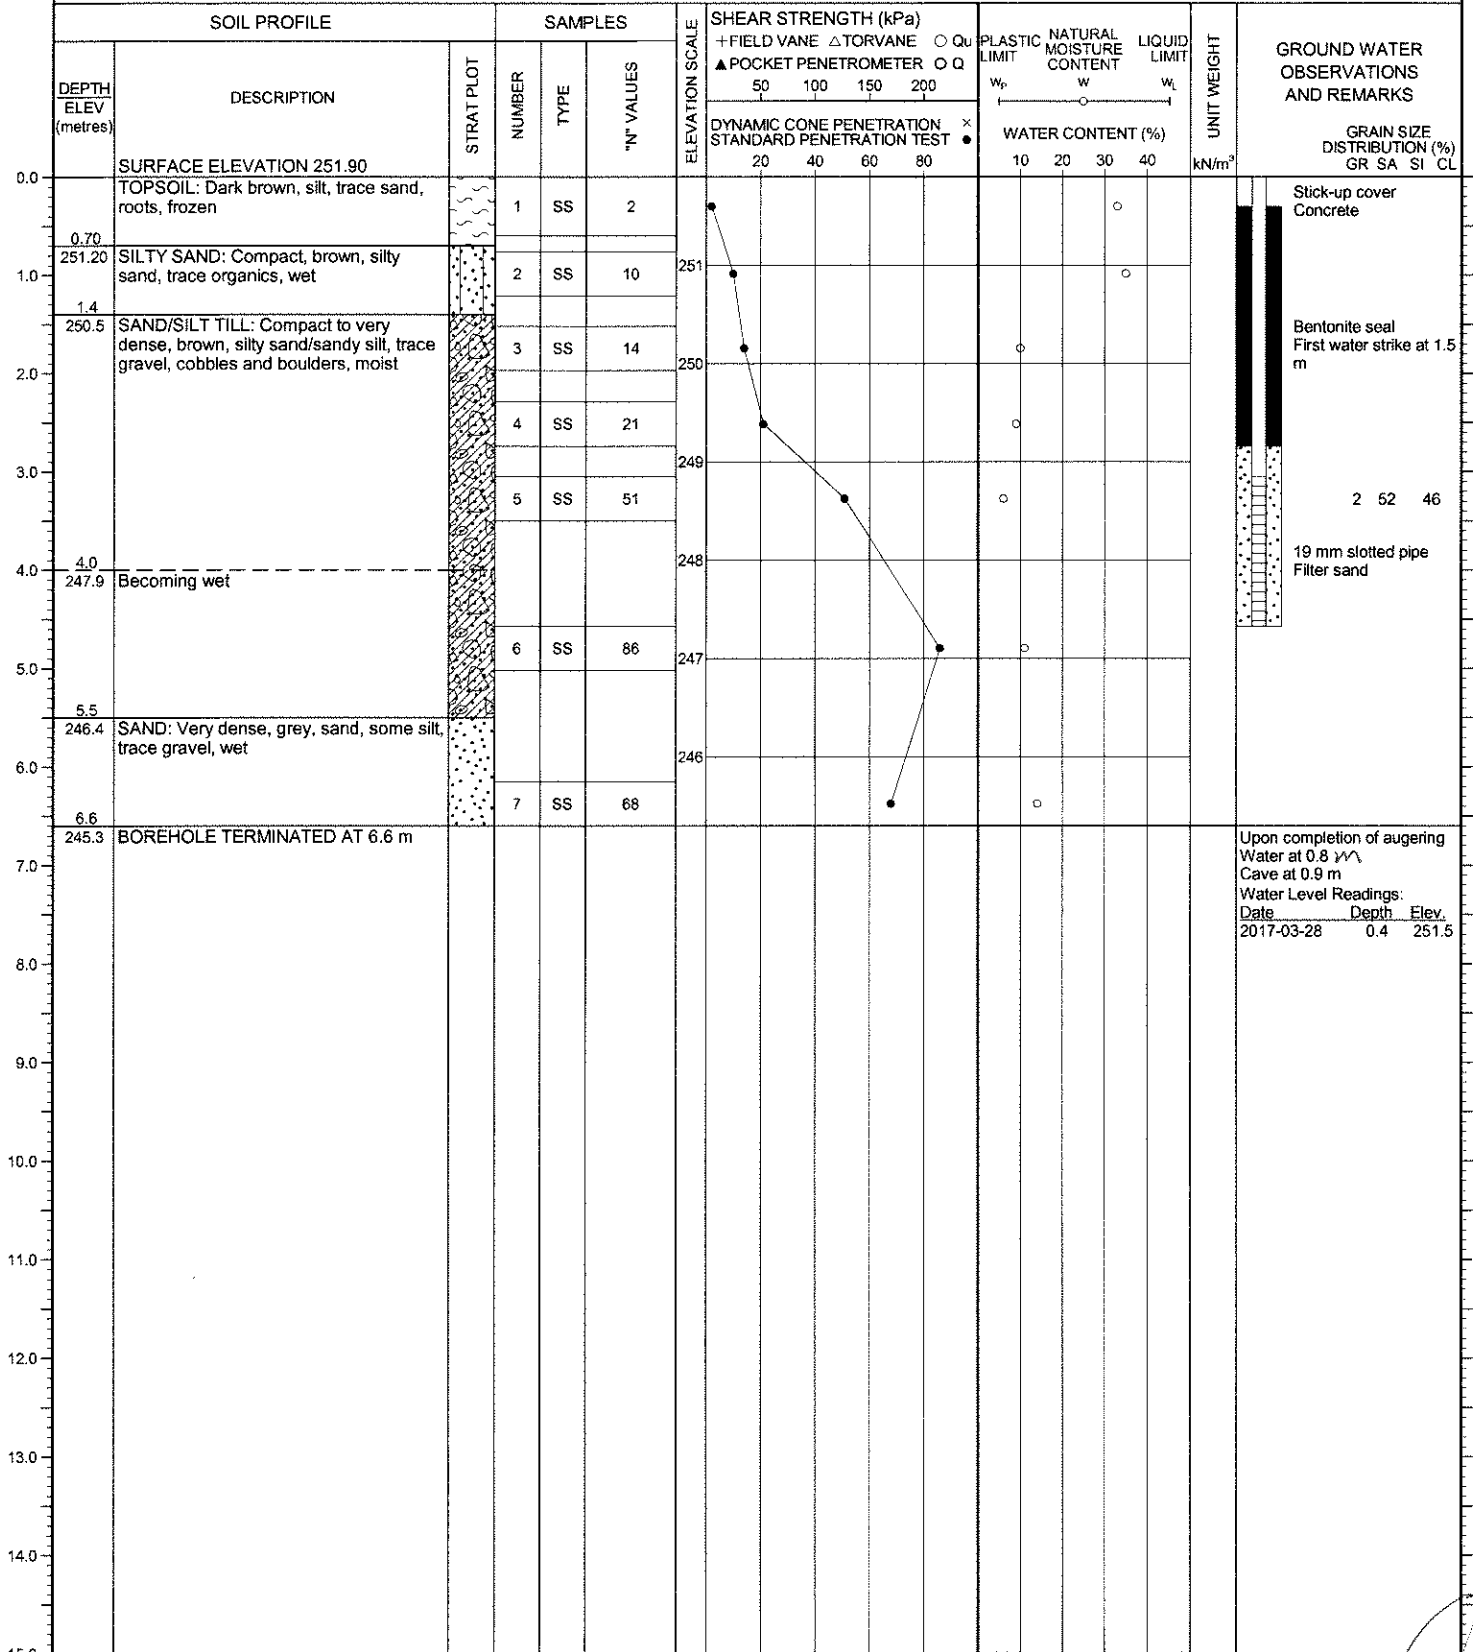 SOIL PROFILE
SAMPLES
DEPTH
ELEV
(metres)
DESCRIPTION
STRAT PLOT
NUMBER
TYPE
"N" VALUES
ELEVATION SCALE
SHEAR STRENGTH (kPa)
+FIELD VANE △TORVANE ○ Qu
▲POCKET PENETROMETER O Q
50 100 150 200
DYNAMIC CONE PENETRATION ×
STANDARD PENETRATION TEST ●
20 40 60 80
PLASTIC LIMIT
NATURAL MOISTURE CONTENT
LIQUID LIMIT
WP W WL
WATER CONTENT (%)
10 20 30 40
UNIT WEIGHT
kN/m³
GROUND WATER
OBSERVATIONS
AND REMARKS
GRAIN SIZE
DISTRIBUTION (%)
GR SA SI CL
SURFACE ELEVATION 251.90
0.0
TOPSOIL: Dark brown, silt, trace sand,
roots, frozen
1 SS 2
Stick-up cover
Concrete
0.70
251.20
SILTY SAND: Compact, brown, silty
sand, trace organics, wet
1.0
2 SS 10
251
1.4
250.5
SAND/SILT TILL: Compact to very
dense, brown, silty sand/sandy silt, trace
gravel, cobbles and boulders, moist
3 SS 14
Bentonite seal
First water strike at 1.5
m
250
2.0
4 SS 21
249
3.0
5 SS 51
2 52 46
248
4.0
4.0
247.9
Becoming wet
19 mm slotted pipe
Filter sand
6 SS 86
247
5.0
5.5
246.4
SAND: Very dense, grey, sand, some silt,
trace gravel, wet
246
6.0
7 SS 68
6.6
245.3
BOREHOLE TERMINATED AT 6.6 m
Upon completion of augering
Water at 0.8 m
Cave at 0.9 m
Water Level Readings:
Date Depth Elev.
2017-03-28 0.4 251.5
7.0
8.0
9.0
10.0
11.0
12.0
13.0
14.0